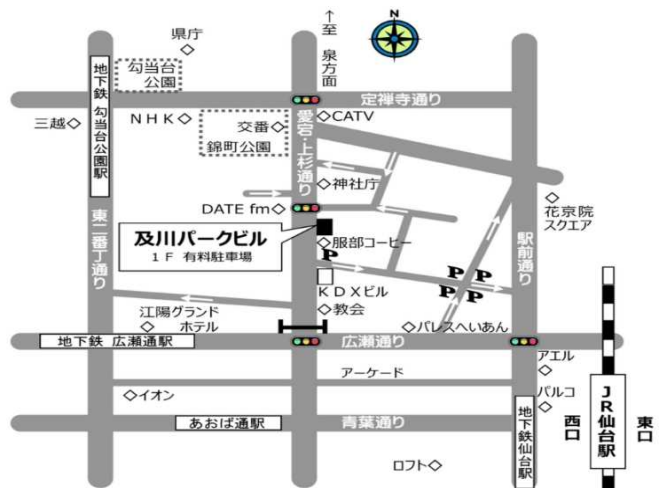 県庁
↑至 泉方面
N
地下鉄 勾当台公園駅
勾当台
公園
定禅寺通り
三越
NHK
交番
錦町公園
CATV
愛宕・上杉通り
神社庁
DATE fm
花京院
スクエア
東二番丁通り
及川パークビル
1F 有料駐車場
服部コーヒー
駅前通り
P
P P
P P
KDXビル
教会
江陽グランド
ホテル
パレスへいあん
地下鉄 広瀬通駅
広瀬通り
アエル
アーケード
パルコ
イオン
あおば通駅
青葉通り
地下鉄仙台駅
西口
JR仙台駅
東口
ロフト